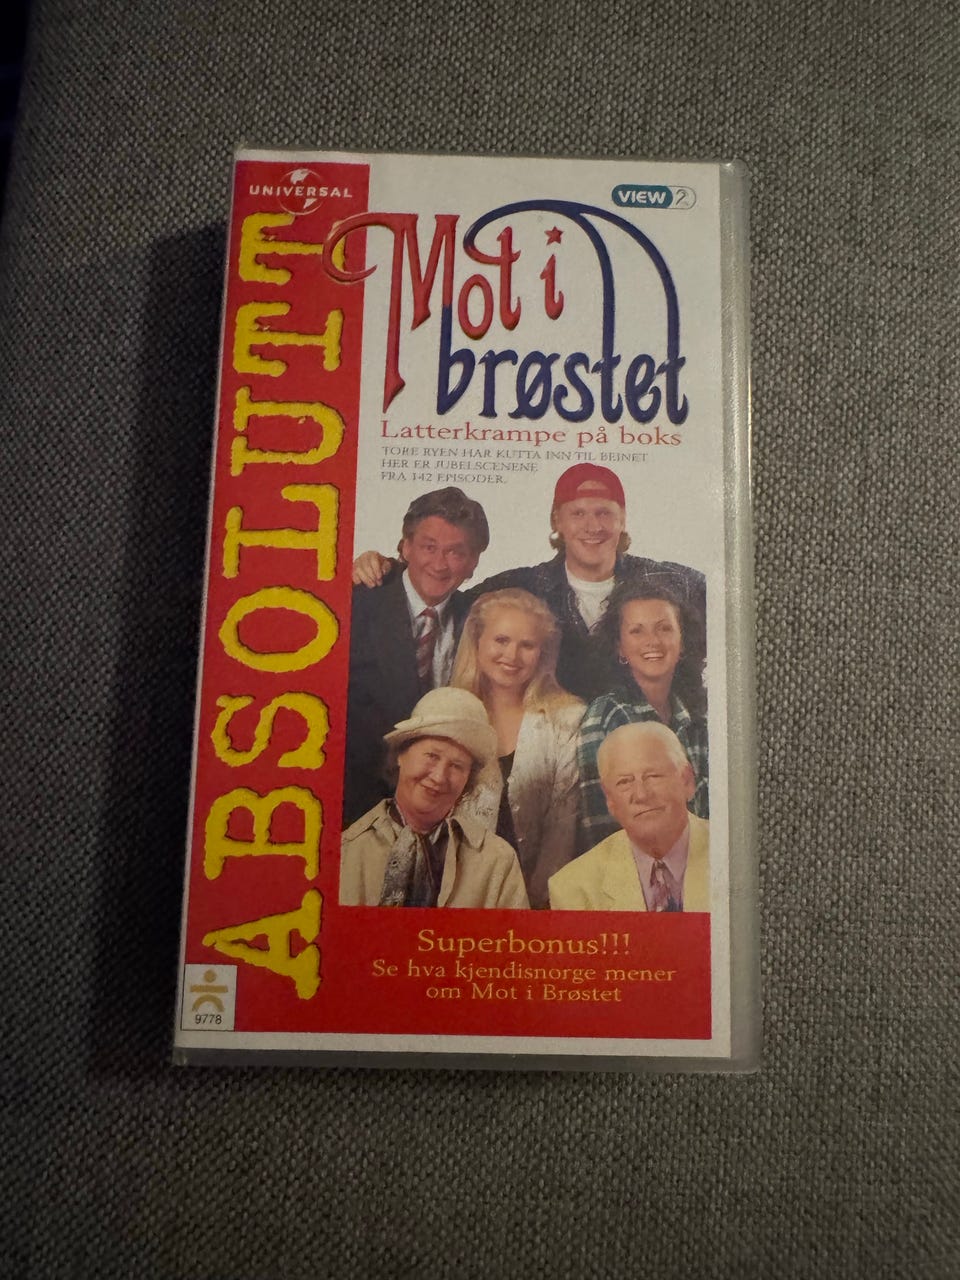 UNIVERSAL
VIEW 2
ABSOLUTT
Mot i
brøstet
Latterkrampe på boks
TORE RYEN HAR KUTTA INN TIL BEINET
HER ER JUBELSCENENE
FRA 142 EPISODER.
Superbonus!!!
Se hva kjendisnorge mener
om Mot i Brøstet
9778